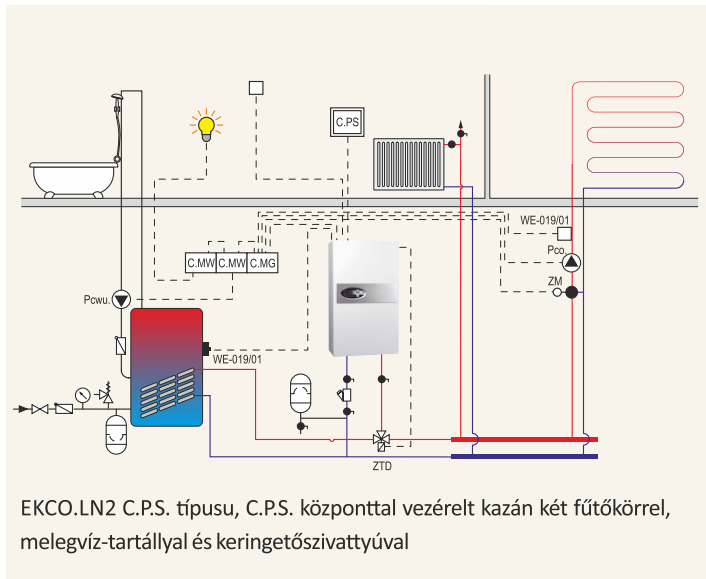 C.PS
WE-019/01
C.MW C.MW C.MG
Pco.
ZM
Pcwu.
WE-019/01
ZTD
EKCO.LN2 C.P.S. típusu, C.P.S. központtal vezérelt kazán két fűtőkörrel,
melegvíz-tartállyal és keringetőszivattyúval